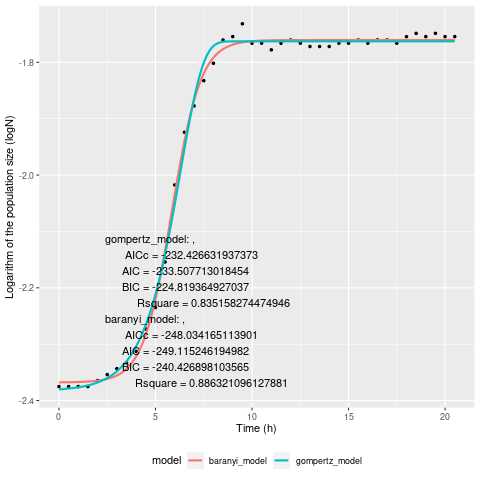 Logarithm of the population size (logN)
-1.8
-2.0
-2.2
-2.4
gompertz_model: ,
AICc = -232.426631937373
AIC = -233.507713018454
BIC = -224.819364927037
Rsquare = 0.835158274474946
baranyi_model: ,
AICc = -248.034165113901
AIC = -249.115246194982
BIC = -240.426898103565
Rsquare = 0.886321096127881
0 5 10 15 20
Time (h)
model baranyi_model gompertz_model